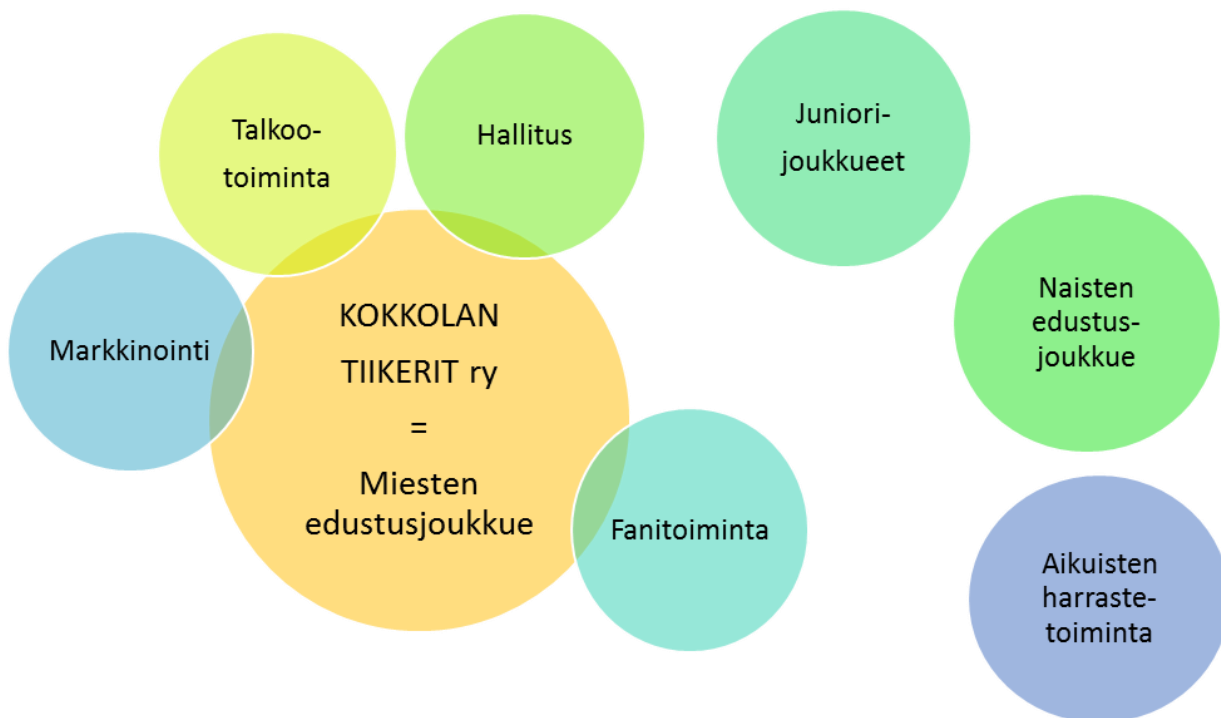 Talkoo-
toiminta
Hallitus
Juniori-
joukkueet
Markkinointi
KOKKOLAN
TIIKERIT ry
=
Miesten
edustusjoukkue
Fanitoiminta
Naisten
edustus-
joukkue
Aikuisten
harraste-
toiminta